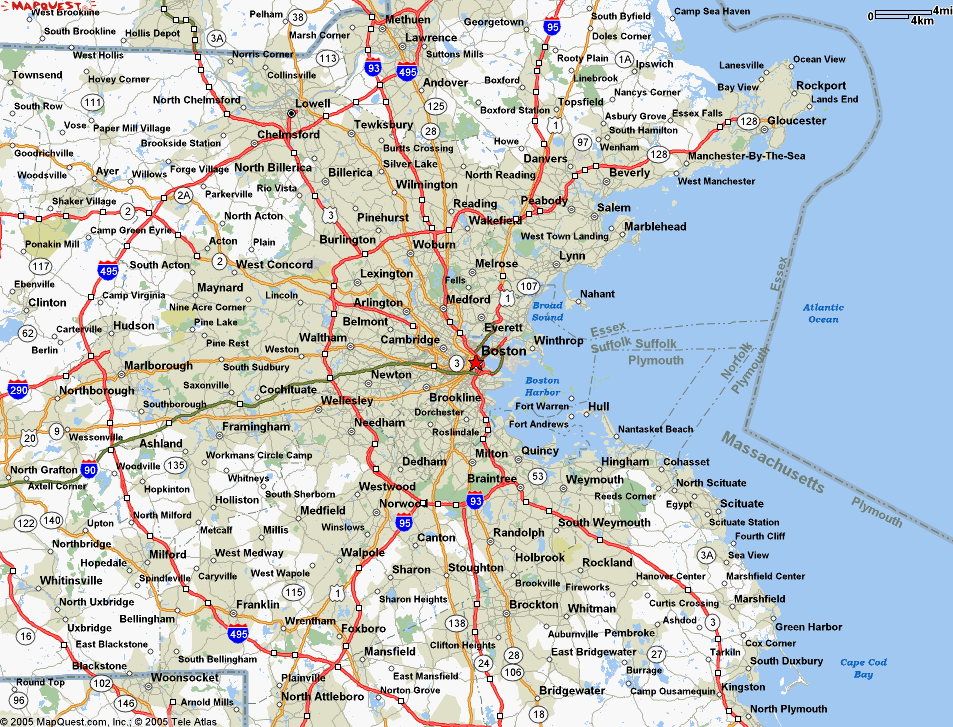 MAPQUEST
West Brookline
Pelham
38
Methuen
Georgetown
95
South Byfield
Camp Sea Haven
4mi
4km
South Brookline
Hollis Depot
3A
Marsh Corner
Lawrence
Doles Corner
West Hollis
Norris Corner
113
Suttons Mills
Rooty Plain
1A
Ipswich
Lanesville
Ocean View
Townsend
Hovey Corner
Collinsville
93
495
Andover
Boxford
Linebrook
Bay View
Rockport
North Chelmsford
Lowell
125
Boxford Station
Topsfield
Nancys Corner
Lands End
South Row
111
Asbury Grove
Essex Falls
128
Gloucester
Vose
Paper Mill Village
Chelmsford
Tewksbury
28
1
South Hamilton
Brookside Station
Burtts Crossing
Howe
97
Wenham
128
Manchester-By-The-Sea
Goodrichville
Silver Lake
Danvers
Woodsville
Ayer
Willows
Forge Village
North Billerica
Billerica
North Reading
Beverly
West Manchester
Shaker Village
2A
Parkerville
Rio Vista
Wilmington
Reading
Peabody
2
North Acton
3
Pinehurst
Wakefield
Salem
Camp Green Eyrie
Acton
Plain
Burlington
Woburn
West Town Landing
Marblehead
Ponakin Mill
117
495
South Acton
2
West Concord
Lexington
Melrose
Lynn
Essex
Ebenville
Maynard
Fells
107
Nahant
Clinton
Camp Virginia
Lincoln
Arlington
Medford
1
Broad
Sound
Atlantic
Ocean
62
Carterville
Hudson
Nine Acre Corner
Pine Lake
Belmont
Everett
Essex
Suffolk
Suffolk
Plymouth
Norfolk
Plymouth
Berlin
Pine Rest
Weston
Waltham
Cambridge
3
Boston
Winthrop
Marlborough
South Sudbury
Newton
Boston
Harbor
290
Northborough
Saxonville
Cochituate
Brookline
Fort Warren
Hull
Southborough
Wellesley
Dorchester
Fort Andrews
20
9
Wessonville
Framingham
Needham
Roslindale
Nantasket Beach
Massachusetts
Ashland
Workmans Circle Camp
Dedham
Milton
Quincy
Hingham
Cohasset
North Grafton
90
Woodville
135
Whitneys
Westwood
Braintree
53
Weymouth
North Scituate
Axtell Corner
Hopkinton
Holliston
South Sherborn
Norwood
93
Reeds Corner
Egypt
Scituate
Plymouth
122
140
Upton
North Milford
Metcalf
Millis
Medfield
Winslows
95
Canton
Randolph
South Weymouth
Scituate Station
Fourth Cliff
Northbridge
Hopedale
Milford
West Medway
Walpole
Holbrook
Rockland
3A
Sea View
Whitinsville
Spindleville
Caryville
West Wapole
Sharon
Stoughton
Brookville
Fireworks
Hanover Center
Marshfield Center
North Uxbridge
Franklin
115
1
Sharon Heights
Brockton
Whitman
Curtis Crossing
Marshfield
16
Uxbridge
Bellingham
495
Wrentham
Foxboro
138
Auburnville
Pembroke
Ashdod
3
Green Harbor
East Blackstone
Clifton Heights
28
East Bridgewater
27
Tarkiln
Cox Corner
Blackstone
South Bellingham
Mansfield
24
106
Burrage
South Duxbury
Cape Cod
Bay
Round Top
102
Woonsocket
Plainville
East Mansfield
Norton Grove
Bridgewater
Camp Ousamequin
Kingston
96
146
Arnold Mills
North Attleboro
18
North Plymouth
© 2005 MapQuest.com, Inc.; © 2005 Tele Atlas